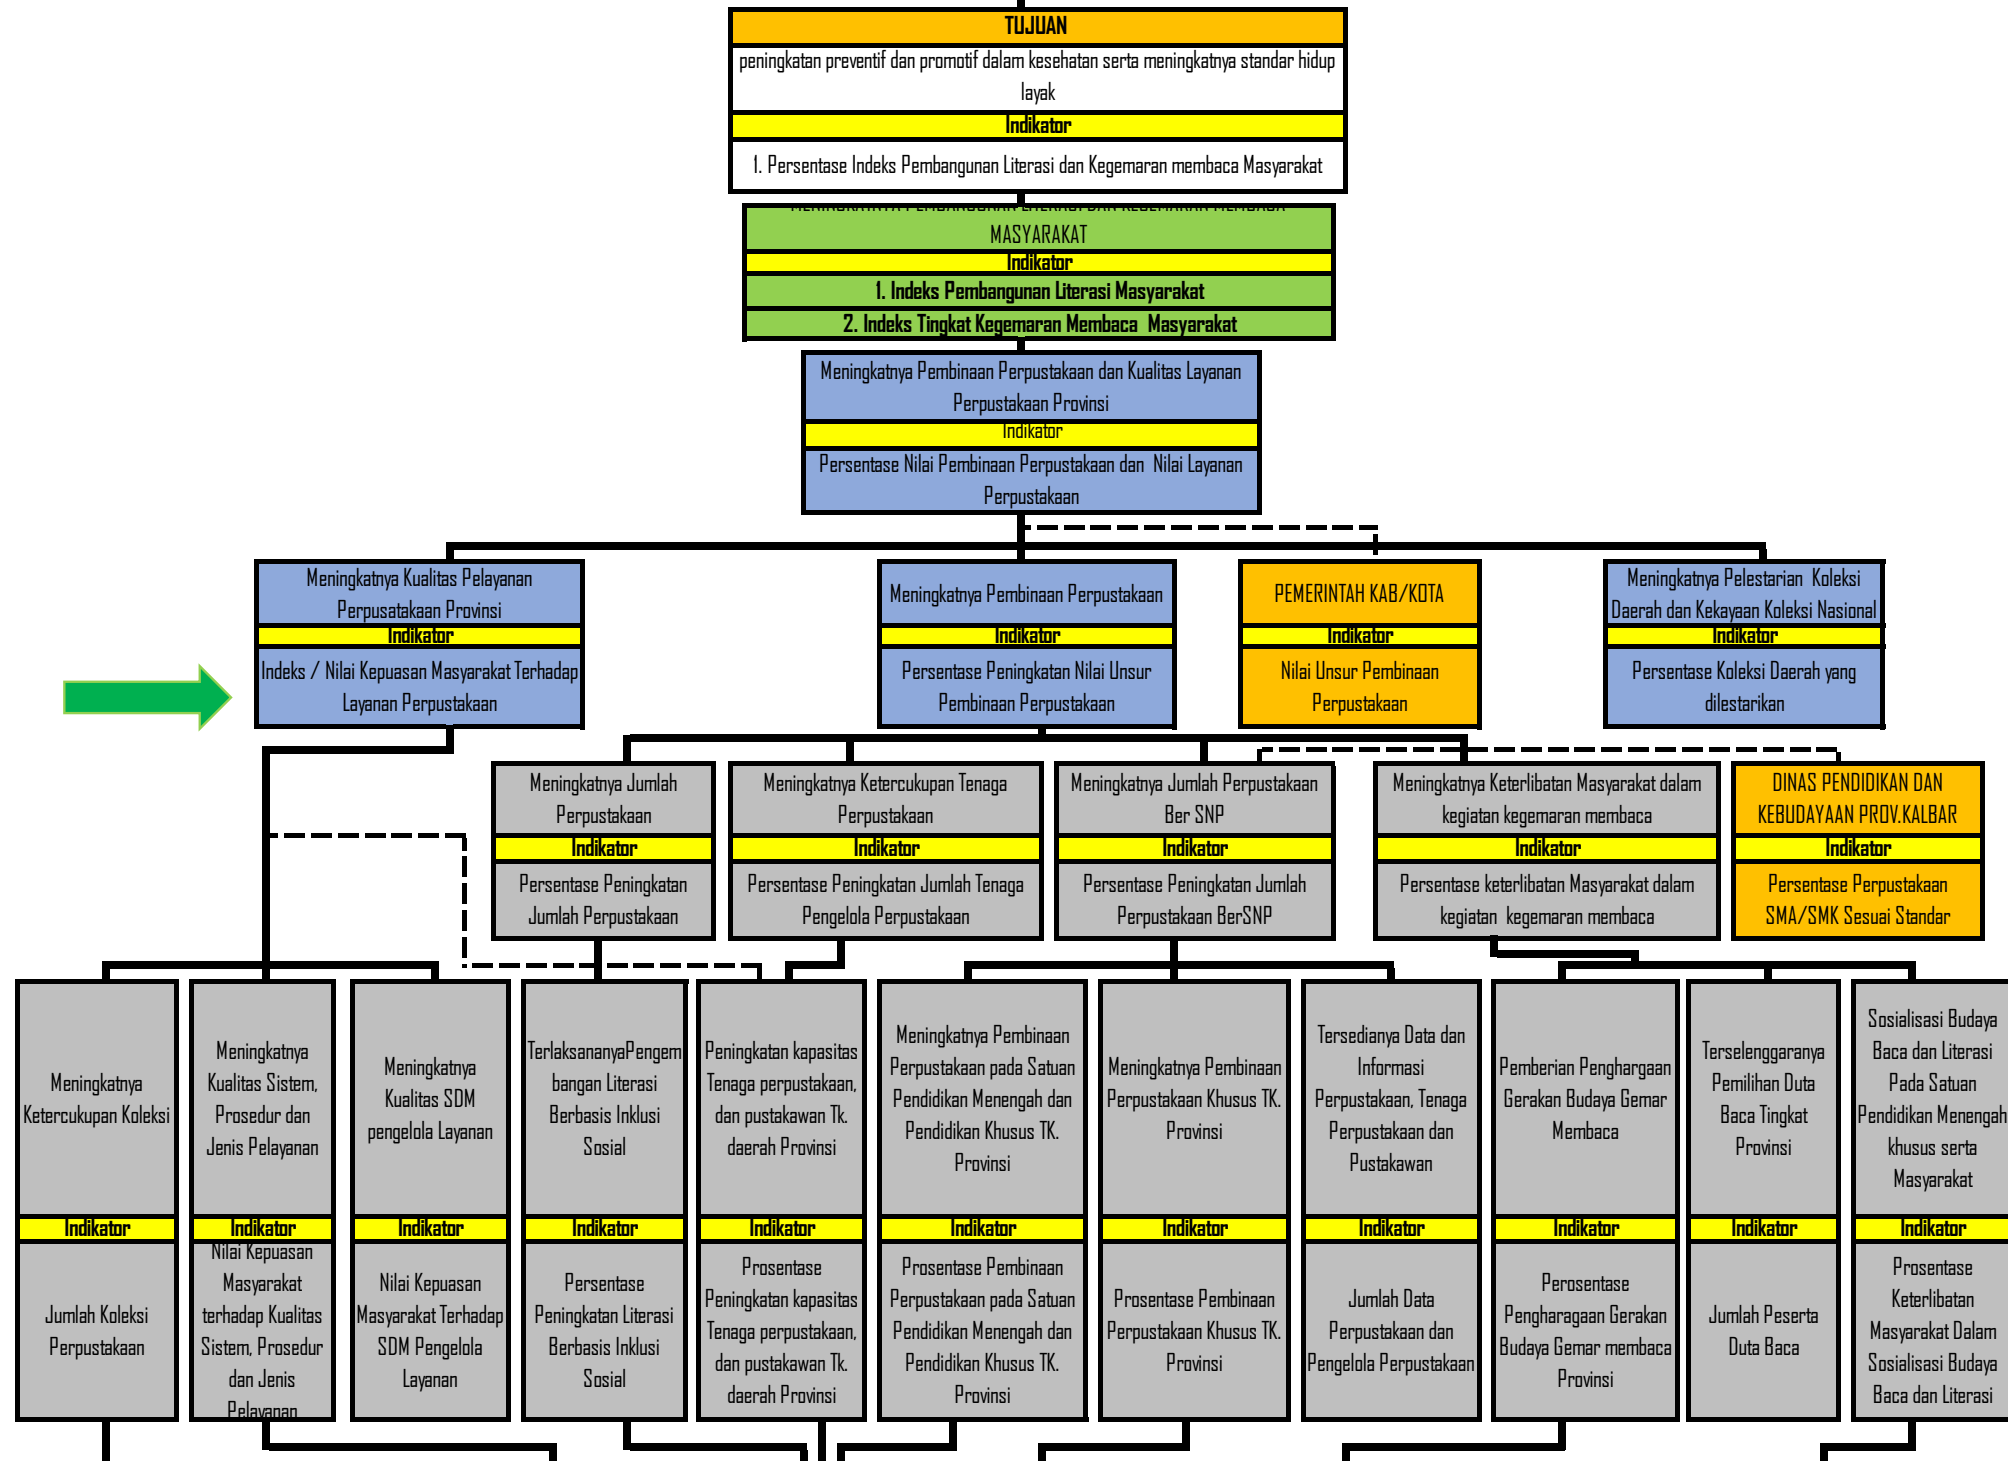 TUJUAN
peningkatan preventif dan promotif dalam kesehatan serta meningkatnya standar hidup
layak
Indikator
1. Persentase Indeks Pembangunan Literasi dan Kegemaran membaca Masyarakat
MENINGKATNYA PEMBANGUNAN LITERASI DAN KEGEMARAN MEMBACA
MASYARAKAT
Indikator
1. Indeks Pembangunan Literasi Masyarakat
2. Indeks Tingkat Kegemaran Membaca Masyarakat
Meningkatnya Pembinaan Perpustakaan dan Kualitas Layanan
Perpustakaan Provinsi
Indikator
Persentase Nilai Pembinaan Perpustakaan dan Nilai Layanan
Perpustakaan
Meningkatnya Kualitas Pelayanan
Perpusatakaan Provinsi
Indikator
Indeks / Nilai Kepuasan Masyarakat Terhadap
Layanan Perpustakaan
Meningkatnya Pembinaan Perpustakaan
Indikator
Persentase Peningkatan Nilai Unsur
Pembinaan Perpustakaan
PEMERINTAH KAB/KOTA
Indikator
Nilai Unsur Pembinaan
Perpustakaan
Meningkatnya Pelestarian Koleksi
Daerah dan Kekayaan Koleksi Nasional
Indikator
Persentase Koleksi Daerah yang
dilestarikan
Meningkatnya Jumlah
Perpustakaan
Indikator
Persentase Peningkatan
Jumlah Perpustakaan
Meningkatnya Ketercukupan Tenaga
Perpustakaan
Indikator
Persentase Peningkatan Jumlah Tenaga
Pengelola Perpustakaan
Meningkatnya Jumlah Perpustakaan
Ber SNP
Indikator
Persentase Peningkatan Jumlah
Perpustakaan BerSNP
Meningkatnya Keterlibatan Masyarakat dalam
kegiatan kegemaran membaca
Indikator
Persentase keterlibatan Masyarakat dalam
kegiatan kegemaran membaca
DINAS PENDIDIKAN DAN
KEBUDAYAAN PROV.KALBAR
Indikator
Persentase Perpustakaan
SMA/SMK Sesuai Standar
Meningkatnya
Ketercukupan Koleksi
Indikator
Jumlah Koleksi
Perpustakaan
Meningkatnya
Kualitas Sistem,
Prosedur dan
Jenis Pelayanan
Indikator
Nilai Kepuasan
Masyarakat
terhadap Kualitas
Sistem, Prosedur
dan Jenis
Pelayanan
Meningkatnya
Kualitas SDM
pengelola Layanan
Indikator
Nilai Kepuasan
Masyarakat Terhadap
SDM Pengelola
Layanan
TerlaksananyaPengem
bangan Literasi
Berbasis Inklusi
Sosial
Indikator
Persentase
Peningkatan Literasi
Berbasis Inklusi
Sosial
Peningkatan kapasitas
Tenaga perpustakaan,
dan pustakawan Tk.
daerah Provinsi
Indikator
Prosentase
Peningkatan kapasitas
Tenaga perpustakaan,
dan pustakawan Tk.
daerah Provinsi
Meningkatnya Pembinaan
Perpustakaan pada Satuan
Pendidikan Menengah dan
Pendidikan Khusus TK.
Provinsi
Indikator
Prosentase Pembinaan
Perpustakaan pada Satuan
Pendidikan Menengah dan
Pendidikan Khusus TK.
Provinsi
Meningkatnya Pembinaan
Perpustakaan Khusus TK.
Provinsi
Indikator
Prosentase Pembinaan
Perpustakaan Khusus TK.
Provinsi
Tersedianya Data dan
Informasi
Perpustakaan, Tenaga
Perpustakaan dan
Pustakawan
Indikator
Jumlah Data
Perpustakaan dan
Pengelola Perpustakaan
Pemberian Penghargaan
Gerakan Budaya Gemar
Membaca
Indikator
Perosentase
Pengharagaan Gerakan
Budaya Gemar membaca
Provinsi
Terselenggaranya
Pemilihan Duta
Baca Tingkat
Provinsi
Indikator
Jumlah Peserta
Duta Baca
Sosialisasi Budaya
Baca dan Literasi
Pada Satuan
Pendidikan Menengah
khusus serta
Masyarakat
Indikator
Prosentase
Keterlibatan
Masyarakat Dalam
Sosialisasi Budaya
Baca dan Literasi